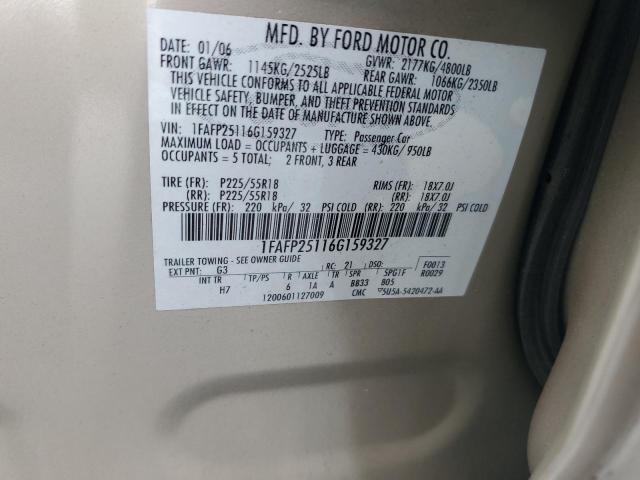 MFD. BY FORD MOTOR CO.
DATE: 01/06 GVWR: 2177KG/4800LB
FRONT GAWR: 1145KG/2525LB REAR GAWR: 1066KG/2350LB
THIS VEHICLE CONFORMS TO ALL APPLICABLE FEDERAL MOTOR
VEHICLE SAFETY, BUMPER, AND THEFT PREVENTION STANDARDS
IN EFFECT ON THE DATE OF MANUFACTURE SHOWN ABOVE.
VIN: 1FAFP25116G159327 TYPE: Passenger Car
MAXIMUM LOAD = OCCUPANTS + LUGGAGE = 430KG/ 950LB
OCCUPANTS = 5 TOTAL; 2 FRONT, 3 REAR
TIRE (FR): P225/55R18 RIMS (FR): 18X7.0J
(RR): P225/55R18 (RR): 18X7.0J
PRESSURE (FR): 220 kPa/ 32 PSI COLD (RR): 220 kPa/ 32 PSI COLD
1FAFP25116G159327
TRAILER TOWING - SEE OWNER GUIDE
EXT PNT: G3 RC: 21 DSO: F0013
R0029
INT TR TP/PS R AXLE TR SPR SPG1F
H7 6 1A A BB33 B05
1200601127009 CMC 5U5A-5420472-AA